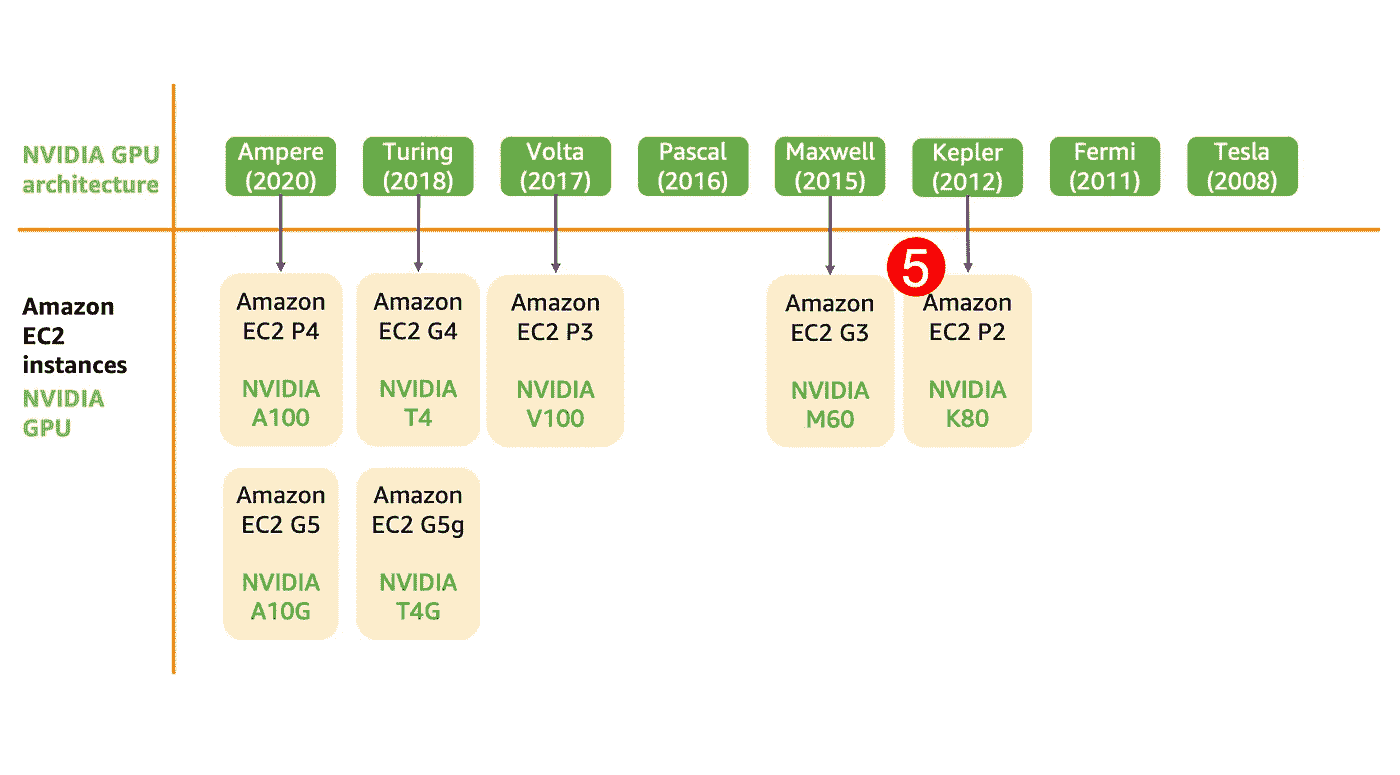 NVIDIA GPU
architecture
Ampere
(2020)
Turing
(2018)
Volta
(2017)
Pascal
(2016)
Maxwell
(2015)
Kepler
(2012)
Fermi
(2011)
Tesla
(2008)
Amazon
EC2
instances
NVIDIA
GPU
Amazon
EC2 P4
NVIDIA
A100
Amazon
EC2 G4
NVIDIA
T4
Amazon
EC2 P3
NVIDIA
V100
Amazon
EC2 G3
NVIDIA
M60
5
Amazon
EC2 P2
NVIDIA
K80
Amazon
EC2 G5
NVIDIA
A10G
Amazon
EC2 G5g
NVIDIA
T4G